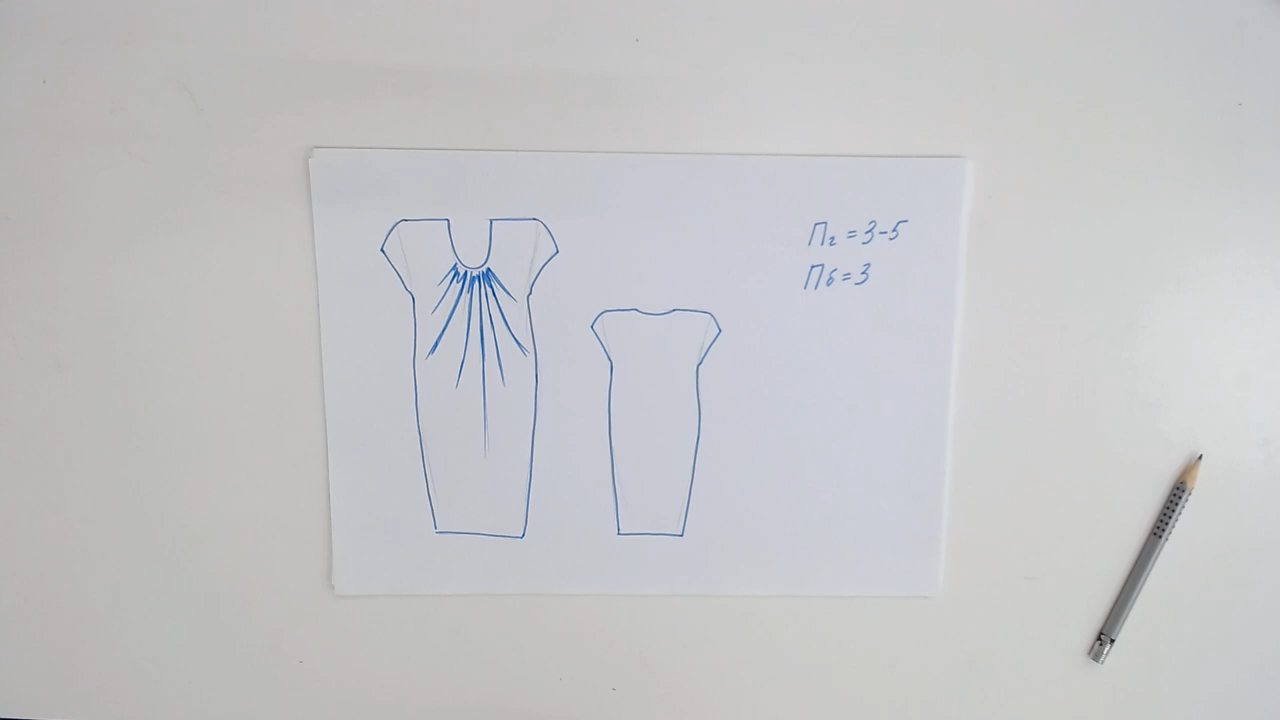 Пг = 3-5
Пб = 3